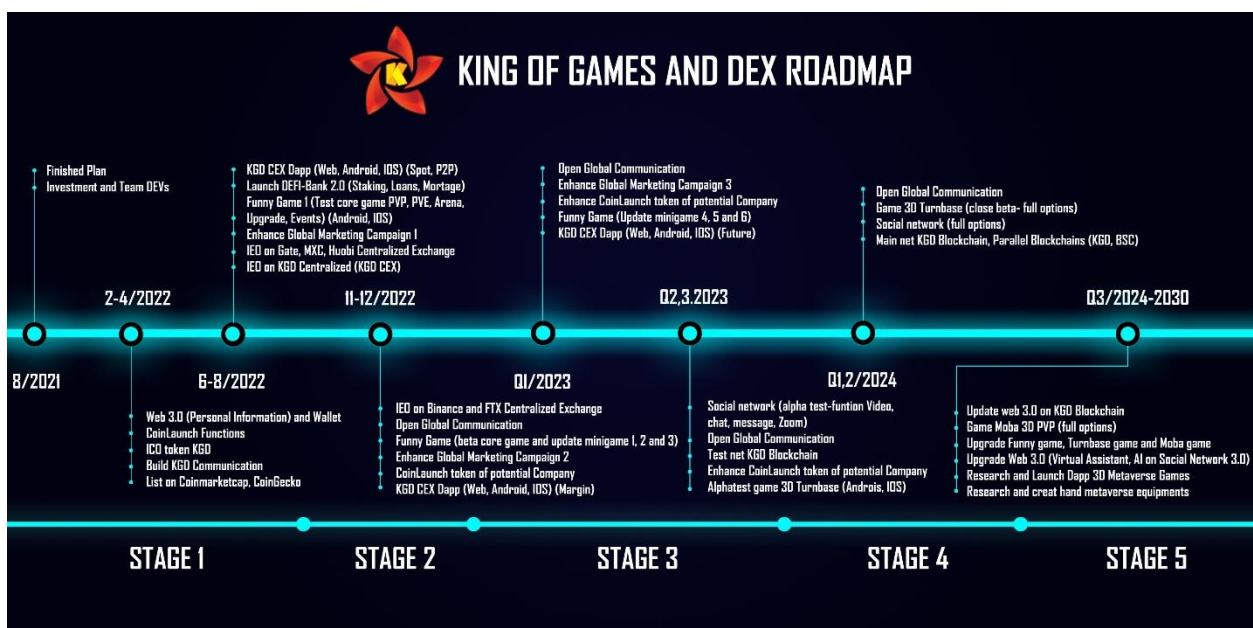 K
KING OF GAMES AND DEX ROADMAP
Finished Plan
Investment and Team DEVs
KGD CEX Dapp (Web, Android, IOS) (Spot, P2P)
Launch DEFI-Bank 2.0 (Staking, Loans, Mortage)
Funny Game 1 (Test core game PVP, PVE, Arena,
Upgrade, Events) (Android, IOS)
Enhance Global Marketing Campaign 1
IEO on Gate, MXC, Huobi Centralized Exchange
IEO on KGD Centralized (KGD CEX)
Open Global Communication
Enhance Global Marketing Campaign 3
Enhance CoinLaunch token of potential Company
Funny Game (Update minigame 4, 5 and 6)
KGD CEX Dapp (Web, Android, IOS) (Future)
Open Global Communication
Game 3D Turnbase (close beta- full options)
Social network (full options)
Main net KGD Blockchain, Parallel Blockchains (KGD, BSC)
2-4/2022
11-12/2022
Q2,3.2023
Q3/2024-2030
8/2021
6-8/2022
Q1/2023
Q1,2/2024
Web 3.0 (Personal Information) and Wallet
CoinLaunch Functions
ICO token KGD
Build KGD Communication
List on Coinmarketcap, CoinGecko
IEO on Binance and FTX Centralized Exchange
Open Global Communication
Funny Game (beta core game and update minigame 1, 2 and 3)
Enhance Global Marketing Campaign 2
CoinLaunch token of potential Company
KGD CEX Dapp (Web, Android, IOS) (Margin)
Social network (alpha test-funtion Video,
chat, message, Zoom)
Open Global Communication
Test net KGD Blockchain
Enhance CoinLaunch token of potential Company
Alphatest game 3D Turnbase (Androis, IOS)
Update web 3.0 on KGD Blockchain
Game Moba 3D PVP (full options)
Upgrade Funny game, Turnbase game and Moba game
Upgrade Web 3.0 (Virtual Assistant, AI on Social Network 3.0)
Research and Launch Dapp 3D Metaverse Games
Research and creat hand metaverse equipments
STAGE 1
STAGE 2
STAGE 3
STAGE 4
STAGE 5